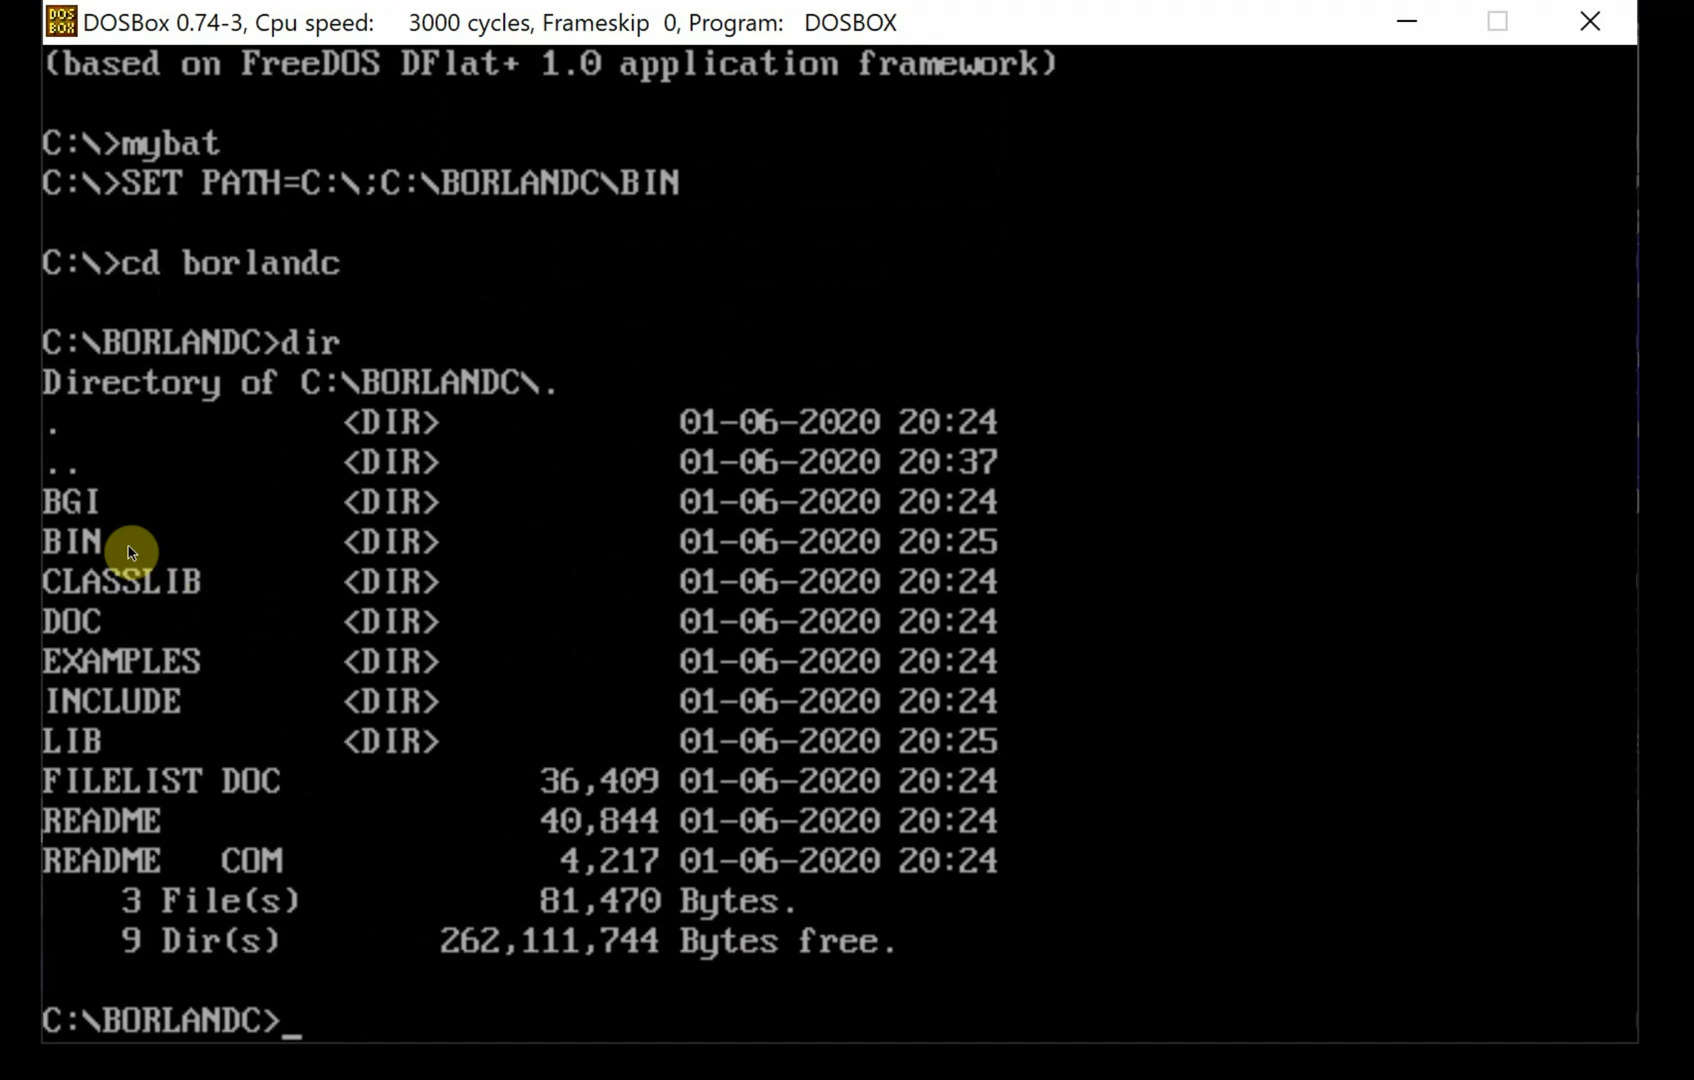 DOSBox 0.74-3, Cpu speed: 3000 cycles, Frameskip 0, Program: DOSBOX
(based on FreeDOS DFlat+ 1.0 application framework)
C:\>mybat
C:\>SET PATH=C:\;C:\BORLANDC\BIN
C:\>cd borlandc
C:\BORLANDC>dir
Directory of C:\BORLANDC\.
. <DIR> 01-06-2020 20:24
.. <DIR> 01-06-2020 20:37
BGI <DIR> 01-06-2020 20:24
BIN <DIR> 01-06-2020 20:25
CLASSLIB <DIR> 01-06-2020 20:24
DOC <DIR> 01-06-2020 20:24
EXAMPLES <DIR> 01-06-2020 20:24
INCLUDE <DIR> 01-06-2020 20:24
LIB <DIR> 01-06-2020 20:25
FILELIST DOC 36,409 01-06-2020 20:24
README 40,844 01-06-2020 20:24
README COM 4,217 01-06-2020 20:24
3 File(s) 81,470 Bytes.
9 Dir(s) 262,111,744 Bytes free.
C:\BORLANDC>_